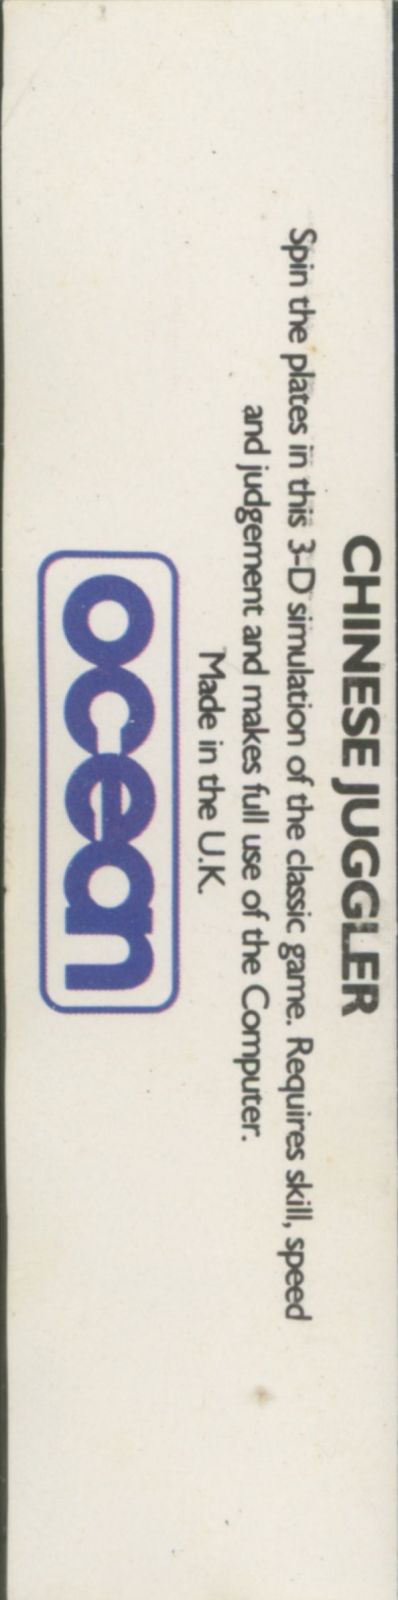 CHINESE JUGGLER
Spin the plates in this 3-D simulation of the classic game. Requires skill, speed
and judgement and makes full use of the Computer.
Made in the U.K.
ocean